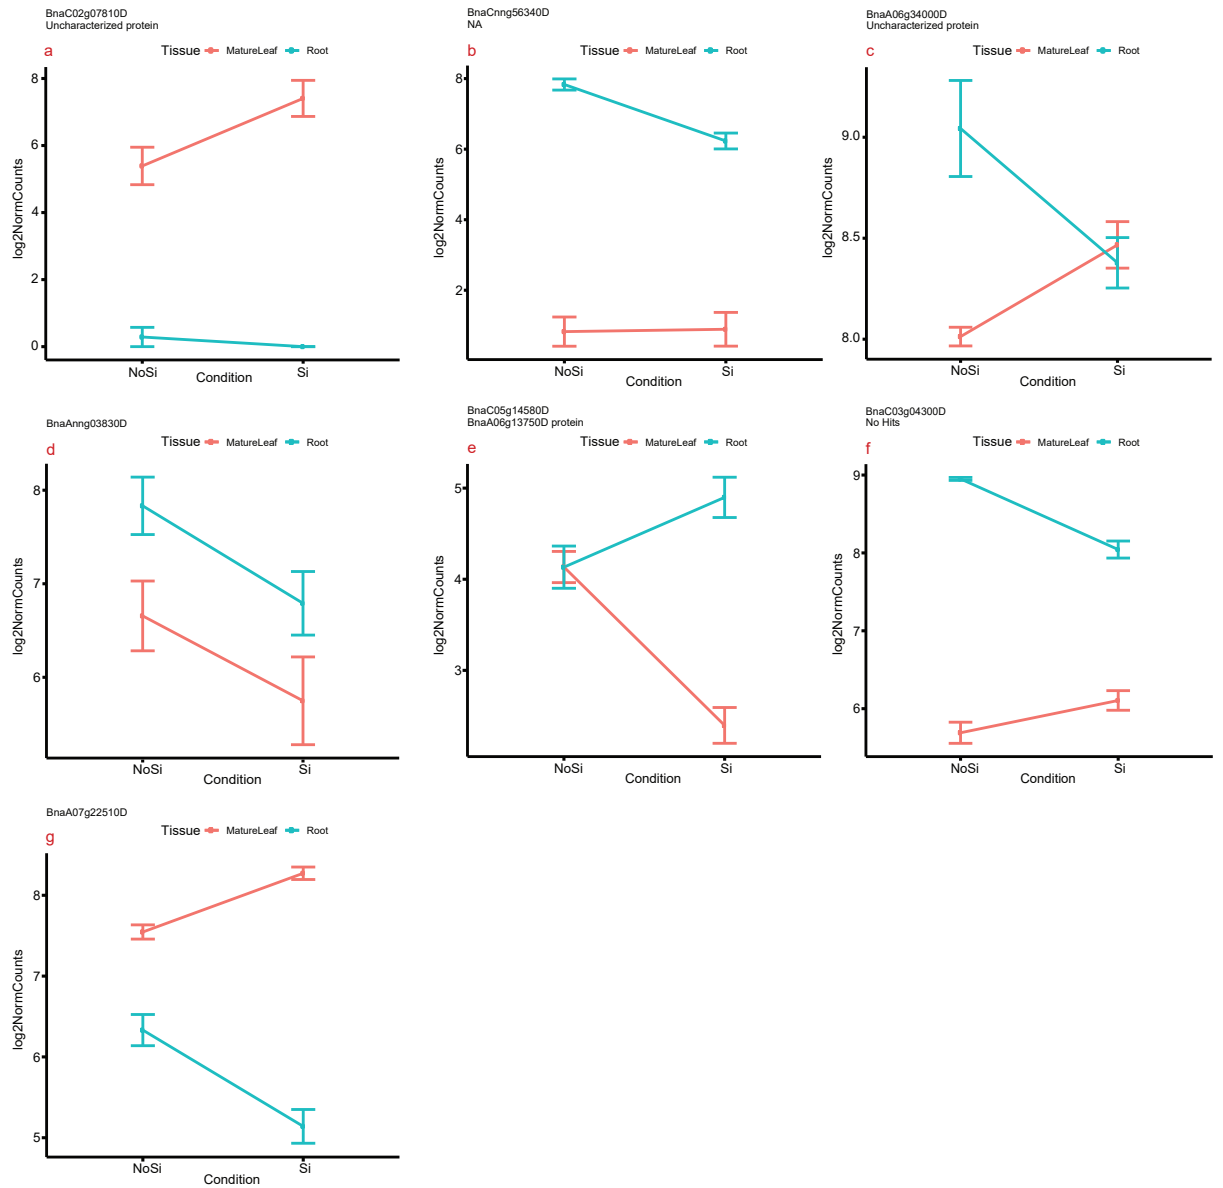 BnaC02g07810D
Uncharacterized protein
a
Tissue MatureLeaf Root
8
6
4
2
0
log2NormCounts
NoSi Si
Condition
BnaCnng56340D
NA
b
Tissue MatureLeaf Root
8
6
4
2
log2NormCounts
NoSi Si
Condition
BnaA06g34000D
Uncharacterized protein
c
Tissue MatureLeaf Root
9.0
8.5
8.0
log2NormCounts
NoSi Si
Condition
BnaAnng03830D
d
Tissue MatureLeaf Root
8
7
6
log2NormCounts
NoSi Si
Condition
BnaC05g14580D
BnaA06g13750D protein
e
Tissue MatureLeaf Root
5
4
3
log2NormCounts
NoSi Si
Condition
BnaC03g04300D
No Hits
f
Tissue MatureLeaf Root
9
8
7
6
log2NormCounts
NoSi Si
Condition
BnaA07g22510D
g
Tissue MatureLeaf Root
8
7
6
5
log2NormCounts
NoSi Si
Condition